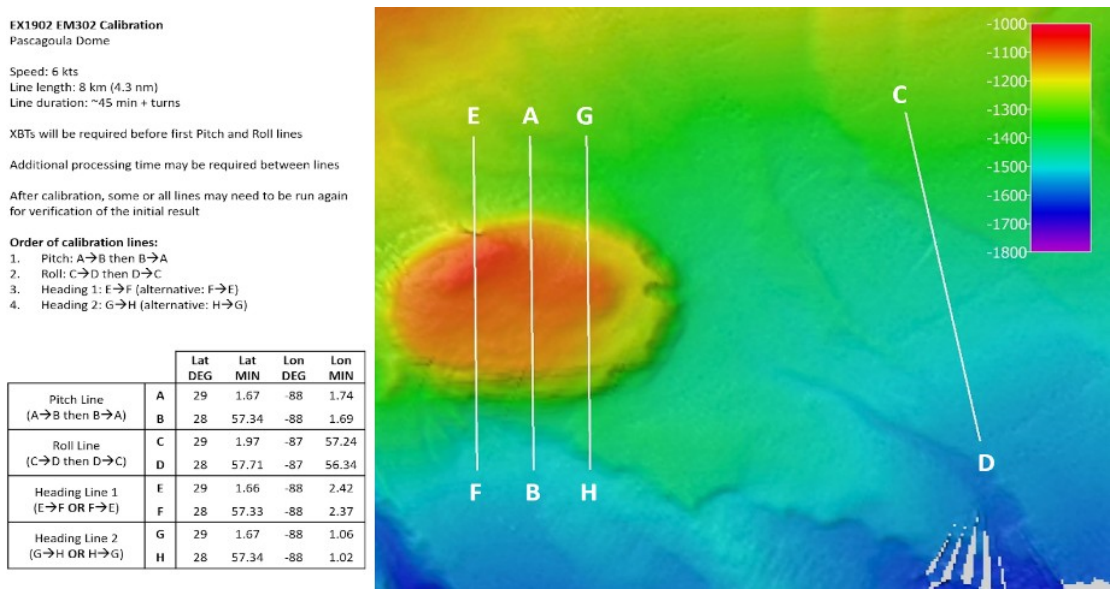 EX1902 EM302 Calibration
Pascagoula Dome
Speed: 6 kts
Line length: 8 km (4.3 nm)
Line duration: ~45 min + turns
XBTs will be required before first Pitch and Roll lines
Additional processing time may be required between lines
After calibration, some or all lines may need to be run again
for verification of the initial result
Order of calibration lines:
1. Pitch: A→B then B→A
2. Roll: C→D then D→C
3. Heading 1: E→F (alternative: F→E)
4. Heading 2: G→H (alternative: H→G)
Lat Lat Lon Lon
DEG MIN DEG MIN
Pitch Line
(A→B then B→A)
A 29 1.67 -88 1.74
B 28 57.34 -88 1.69
Roll Line
(C→D then D→C)
C 29 1.97 -87 57.24
D 28 57.71 -87 56.34
Heading Line 1
(E→F OR F→E)
E 29 1.66 -88 2.42
F 28 57.33 -88 2.37
Heading Line 2
(G→H OR H→G)
G 29 1.67 -88 1.06
H 28 57.34 -88 1.02
E A G
C
F B H
D
-1000
-1100
-1200
-1300
-1400
-1500
-1600
-1700
-1800